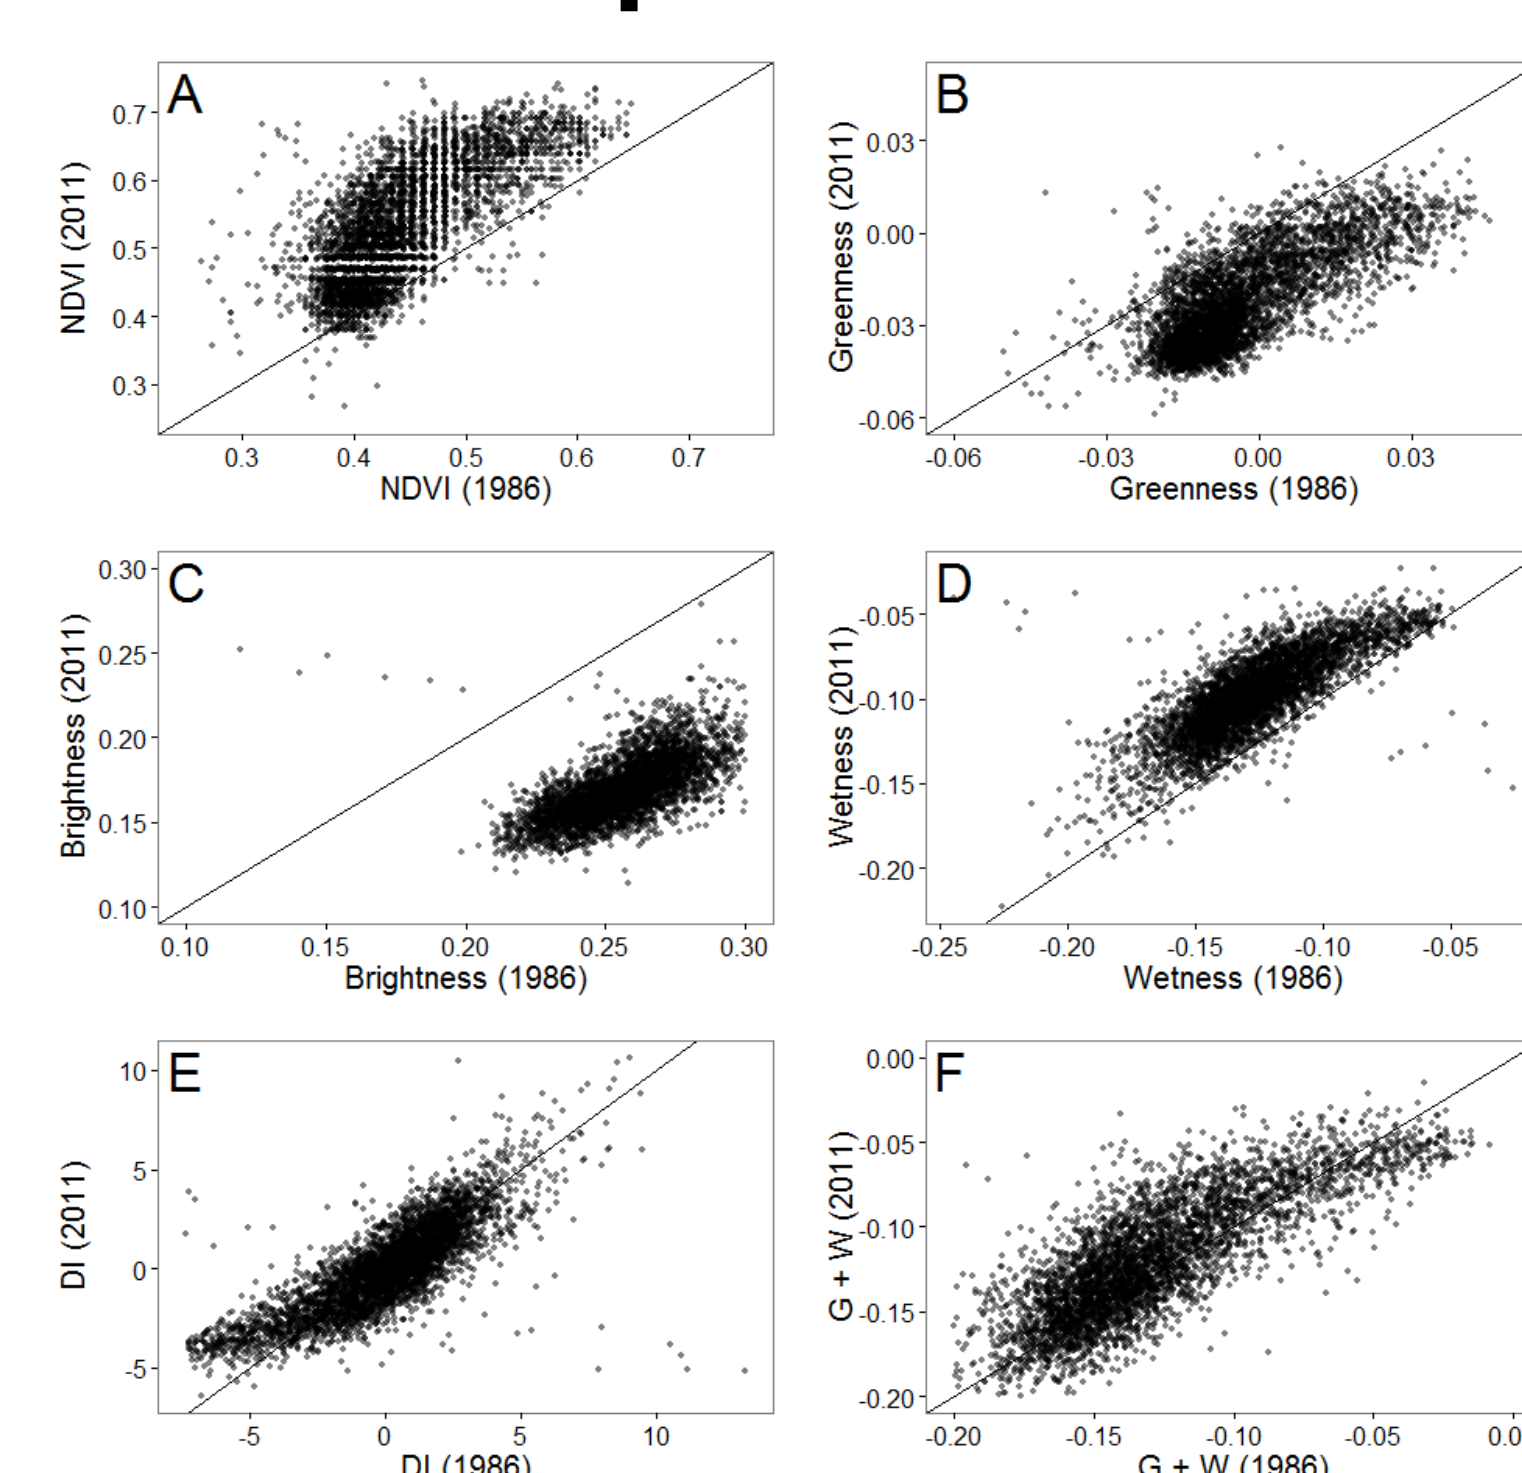 A
NDVI (2011)
0.7
0.6
0.5
0.4
0.3
0.3 0.4 0.5 0.6 0.7
NDVI (1986)
B
Greenness (2011)
0.03
0.00
-0.03
-0.06
-0.06 -0.03 0.00 0.03
Greenness (1986)
C
Brightness (2011)
0.30
0.25
0.20
0.15
0.10
0.10 0.15 0.20 0.25 0.30
Brightness (1986)
D
Wetness (2011)
-0.05
-0.10
-0.15
-0.20
-0.25 -0.20 -0.15 -0.10 -0.05
Wetness (1986)
E
DI (2011)
10
5
0
-5
-5 0 5 10
DI (1986)
F
G + W (2011)
0.00
-0.05
-0.10
-0.15
-0.20
-0.20 -0.15 -0.10 -0.05 0.0
G + W (1986)